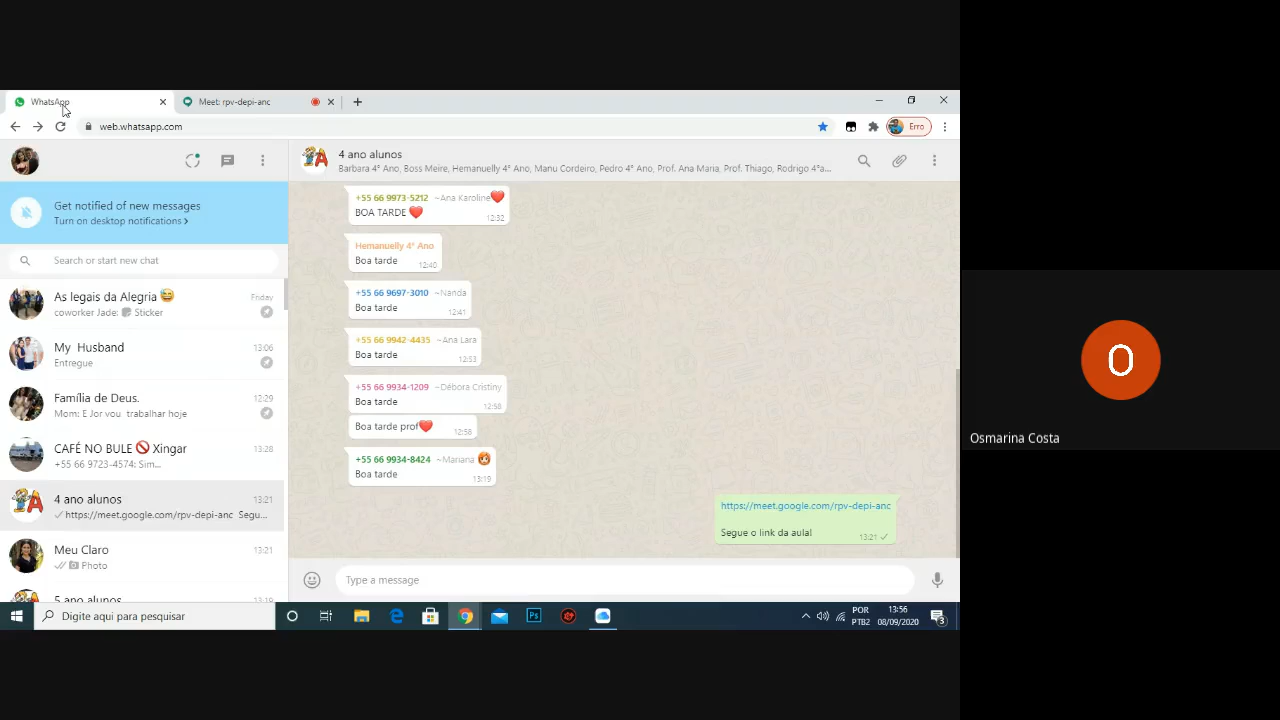 WhatsApp
Meet: rpv-depi-anc
web.whatsapp.com
Erro
Get notified of new messages
Turn on desktop notifications >
Search or start new chat
As legais da Alegria 😅 Friday
coworker Jade: Sticker
My Husband 13:06
Entregue
Família de Deus. 12:29
Mom: E Jor vou trabalhar hoje
CAFÉ NO BULE 🚫 Xingar 13:28
+55 66 9723-4574: Sim...
4 ano alunos 13:21
https://meet.google.com/rpv-depi-anc Segu...
Meu Claro 13:21
Photo
5 ano alunos 13:19
4 ano alunos
Barbara 4° Ano, Boss Meire, Hemanuelly 4° Ano, Manu Cordeiro, Pedro 4° Ano, Prof. Ana Maria, Prof. Thiago, Rodrigo 4°a...
+55 66 9973-5212 ~Ana Karoline❤️
BOA TARDE ❤️ 12:32
Hemanuelly 4° Ano
Boa tarde 12:40
+55 66 9697-3010 ~Nanda
Boa tarde 12:41
+55 66 9942-4435 ~Ana Lara
Boa tarde 12:53
+55 66 9934-1209 ~Débora Cristiny
Boa tarde 12:58
Boa tarde prof❤️ 12:58
+55 66 9934-8424 ~Mariana
Boa tarde 13:19
https://meet.google.com/rpv-depi-anc
Segue o link da aula! 13:21
Type a message
Digite aqui para pesquisar
Ps
POR
PTB2
13:56
08/09/2020
3
O
Osmarina Costa